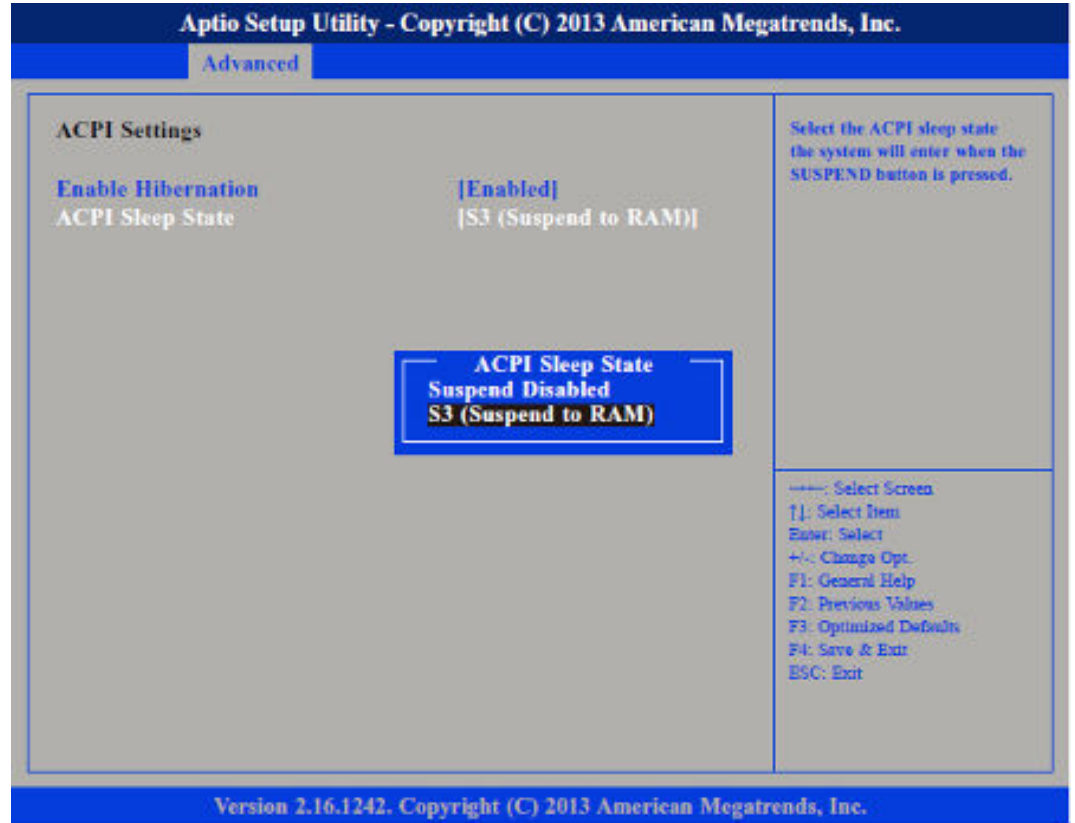 Aptio Setup Utility - Copyright (C) 2013 American Megatrends, Inc.
Advanced
ACPI Settings
Enable Hibernation [Enabled]
ACPI Sleep State [S3 (Suspend to RAM)]
Select the ACPI sleep state
the system will enter when the
SUSPEND button is pressed.
ACPI Sleep State
Suspend Disabled
S3 (Suspend to RAM)
: Select Screen
↑↓: Select Item
Enter: Select
+/-: Change Opt.
F1: General Help
F2: Previous Values
F3: Optimized Defaults
F4: Save & Exit
ESC: Exit
Version 2.16.1242. Copyright (C) 2013 American Megatrends, Inc.